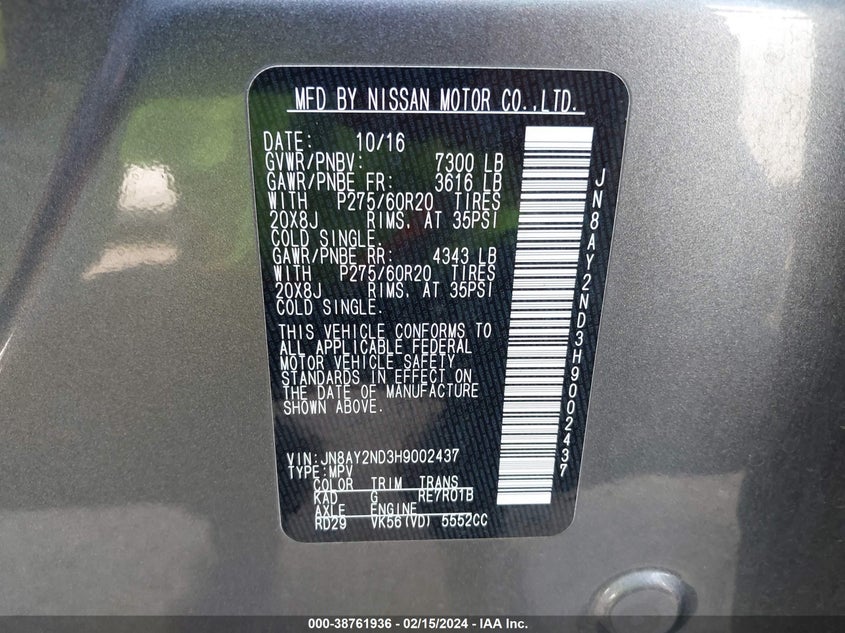 MFD BY NISSAN MOTOR CO.,LTD.
DATE: 10/16
GVWR/PNBV: 7300 LB
GAWR/PNBE FR: 3616 LB
WITH P275/60R20 TIRES
20X8J RIMS, AT 35PSI
COLD SINGLE.
GAWR/PNBE RR: 4343 LB
WITH P275/60R20 TIRES
20X8J RIMS, AT 35PSI
COLD SINGLE.
THIS VEHICLE CONFORMS TO
ALL APPLICABLE FEDERAL
MOTOR VEHICLE SAFETY
STANDARDS IN EFFECT ON
THE DATE OF MANUFACTURE
SHOWN ABOVE.
VIN:JN8AY2ND3H9002437
TYPE:MPV
COLOR TRIM TRANS
KAD G RE7R01B
AXLE ENGINE
RD29 VK56(VD) 5552CC
JN8AY2ND3H9002437
000-38761936 - 02/15/2024 - IAA Inc.